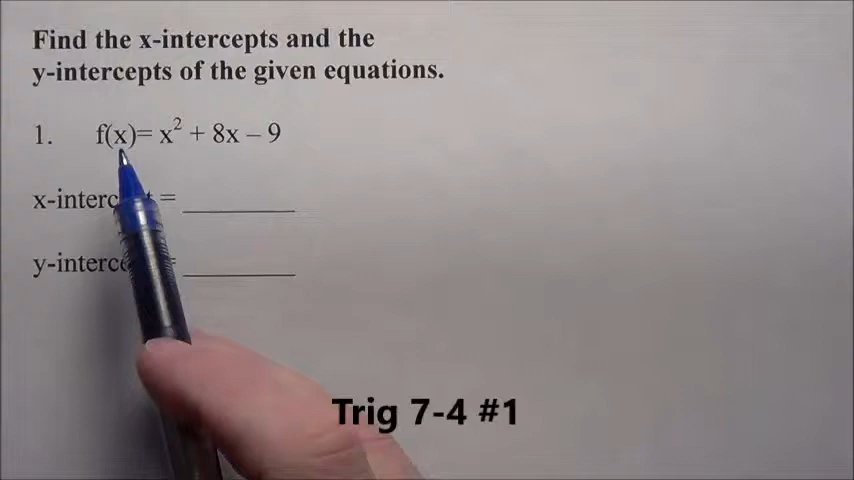 Find the x-intercepts and the
y-intercepts of the given equations.
1. f(x)= x² + 8x – 9
= ________
= ________
Trig 7-4 #1